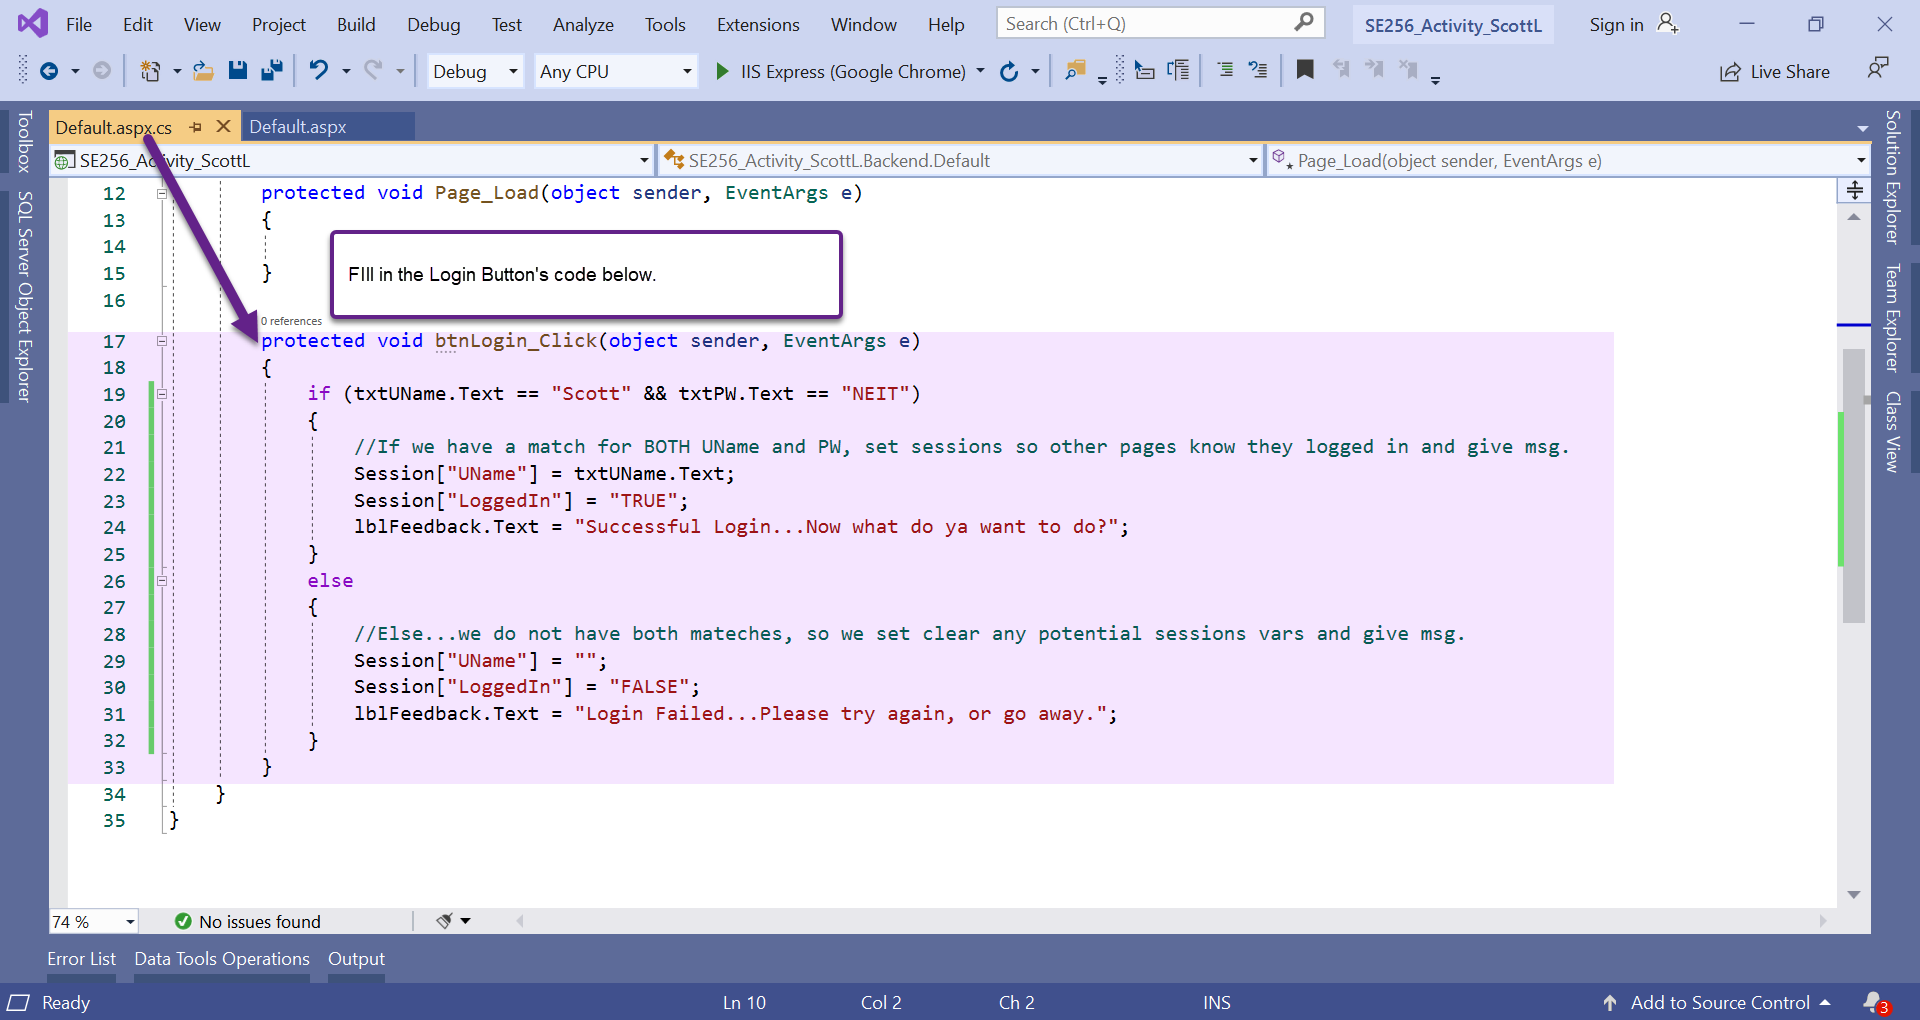 File Edit View Project Build Debug Test Analyze Tools Extensions Window Help Search (Ctrl+Q) SE256_Activity_ScottL Sign in
Debug Any CPU IIS Express (Google Chrome) Live Share
Default.aspx.cs Default.aspx
SE256_Activity_ScottL SE256_Activity_ScottL.Backend.Default Page_Load(object sender, EventArgs e)
Toolbox
SQL Server Object Explorer
12 protected void Page_Load(object sender, EventArgs e)
13 {
14
15 }
FIll in the Login Button's code below.
16
0 references
17 protected void btnLogin_Click(object sender, EventArgs e)
18 {
19 if (txtUName.Text == "Scott" && txtPW.Text == "NEIT")
20 {
21 //If we have a match for BOTH UName and PW, set sessions so other pages know they logged in and give msg.
22 Session["UName"] = txtUName.Text;
23 Session["LoggedIn"] = "TRUE";
24 lblFeedback.Text = "Successful Login...Now what do ya want to do?";
25 }
26 else
27 {
28 //Else...we do not have both mateches, so we set clear any potential sessions vars and give msg.
29 Session["UName"] = "";
30 Session["LoggedIn"] = "FALSE";
31 lblFeedback.Text = "Login Failed...Please try again, or go away.";
32 }
33 }
34 }
35 }
Solution Explorer
Team Explorer
Class View
74 % No issues found
Error List Data Tools Operations Output
Ready Ln 10 Col 2 Ch 2 INS Add to Source Control 3